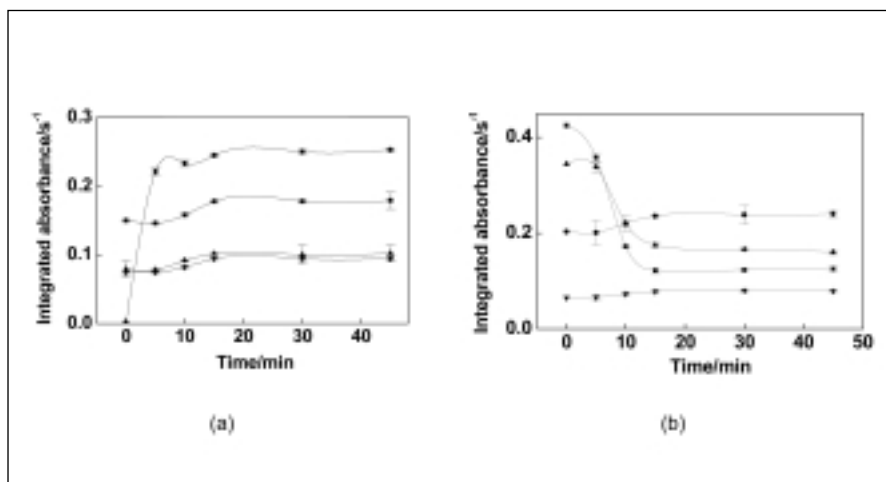 0.3
0.2
0.1
0.0
Integrated absorbance/s⁻¹
0 10 20 30 40
Time/min
(a)
0.4
0.2
0.0
Integrated absorbance/s⁻¹
0 10 20 30 40 50
Time/min
(b)